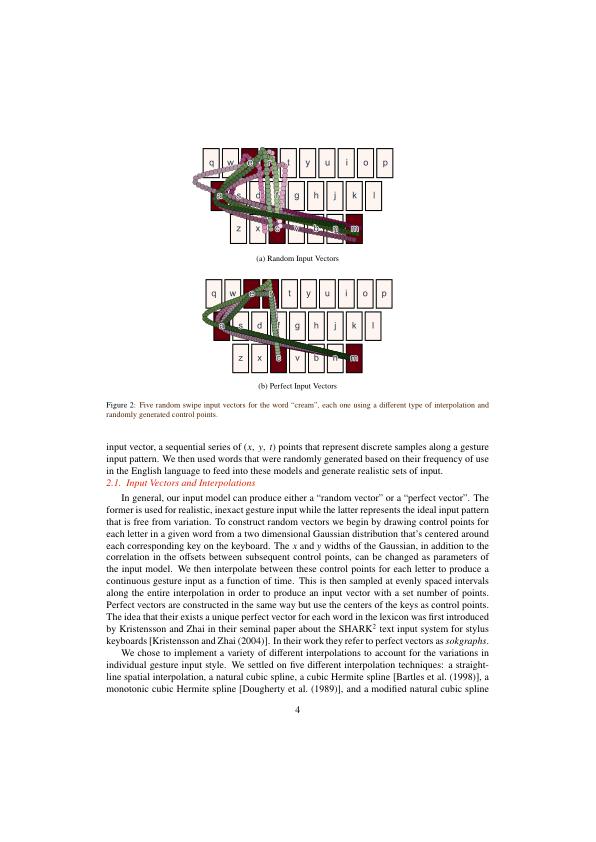 q w e t y u i o p
a s d f g h j k l
z x c v b n m
(a) Random Input Vectors
q w e t y u i o p
a s d f g h j k l
z x c v b n m
(b) Perfect Input Vectors
Figure 2: Five random swipe input vectors for the word “cream”, each one using a different type of interpolation and
randomly generated control points.
input vector, a sequential series of (x, y, t) points that represent discrete samples along a gesture
input pattern. We then used words that were randomly generated based on their frequency of use
in the English language to feed into these models and generate realistic sets of input.
2.1. Input Vectors and Interpolations
In general, our input model can produce either a “random vector” or a “perfect vector”. The
former is used for realistic, inexact gesture input while the latter represents the ideal input pattern
that is free from variation. To construct random vectors we begin by drawing control points for
each letter in a given word from a two dimensional Gaussian distribution that’s centered around
each corresponding key on the keyboard. The x and y widths of the Gaussian, in addition to the
correlation in the offsets between subsequent control points, can be changed as parameters of
the input model. We then interpolate between these control points for each letter to produce a
continuous gesture input as a function of time. This is then sampled at evenly spaced intervals
along the entire interpolation in order to produce an input vector with a set number of points.
Perfect vectors are constructed in the same way but use the centers of the keys as control points.
The idea that their exists a unique perfect vector for each word in the lexicon was first introduced
by Kristensson and Zhai in their seminal paper about the SHARK² text input system for stylus
keyboards [Kristensson and Zhai (2004)]. In their work they refer to perfect vectors as sokgraphs.
We chose to implement a variety of different interpolations to account for the variations in
individual gesture input style. We settled on five different interpolation techniques: a straight-
line spatial interpolation, a natural cubic spline, a cubic Hermite spline [Bartles et al. (1998)], a
monotonic cubic Hermite spline [Dougherty et al. (1989)], and a modified natural cubic spline
4